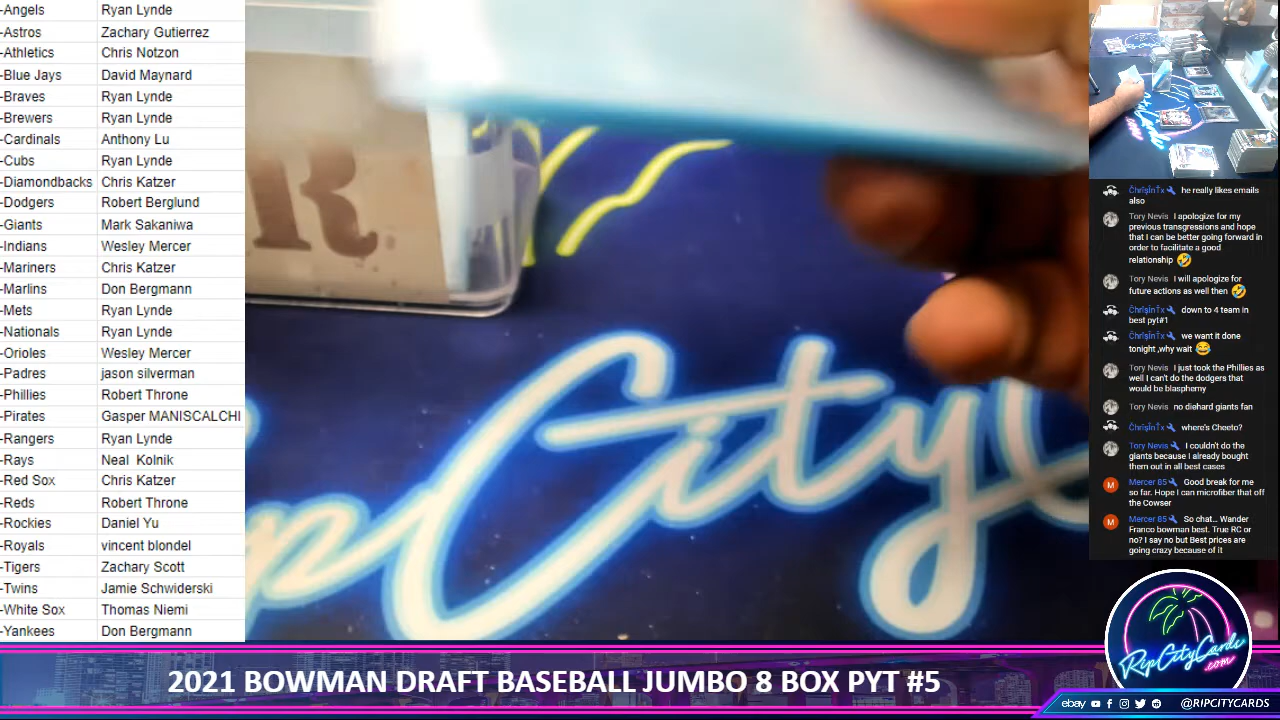 -Angels Ryan Lynde
-Astros Zachary Gutierrez
-Athletics Chris Notzon
-Blue Jays David Maynard
-Braves Ryan Lynde
-Brewers Ryan Lynde
-Cardinals Anthony Lu
-Cubs Ryan Lynde
-Diamondbacks Chris Katzer
-Dodgers Robert Berglund
-Giants Mark Sakaniwa
-Indians Wesley Mercer
-Mariners Chris Katzer
-Marlins Don Bergmann
-Mets Ryan Lynde
-Nationals Ryan Lynde
-Orioles Wesley Mercer
-Padres jason silverman
-Phillies Robert Throne
-Pirates Gasper MANISCALCHI
-Rangers Ryan Lynde
-Rays Neal Kolnik
-Red Sox Chris Katzer
-Reds Robert Throne
-Rockies Daniel Yu
-Royals vincent blondel
-Tigers Zachary Scott
-Twins Jamie Schwiderski
-White Sox Thomas Niemi
-Yankees Don Bergmann
R
p City
he really likes emails
also
Tory Nevis I apologize for my
previous transgressions and hope
that I can be better going forward in
order to facilitate a good
relationship 🤣
Tory Nevis I will apologize for
future actions as well then 🤣
down to 4 team in
best pyt#1
we want it done
tonight ,why wait 😂
Tory Nevis I just took the Phillies as
well I can't do the dodgers that
would be blasphemy
Tory Nevis no diehard giants fan
where's Cheeto?
Tory Nevis I couldn't do the
giants because I already bought
them out in all best cases
M Mercer 85 Good break for me
so far. Hope I can microfiber that off
the Cowser
M Mercer 85 So chat... Wander
Franco bowman best. True RC or
no? I say no but Best prices are
going crazy because of it
RipCityCards
.com
2021 BOWMAN DRAFT BASEBALL JUMBO 8 BOX PYT #5
ebay @RIPCITYCARDS